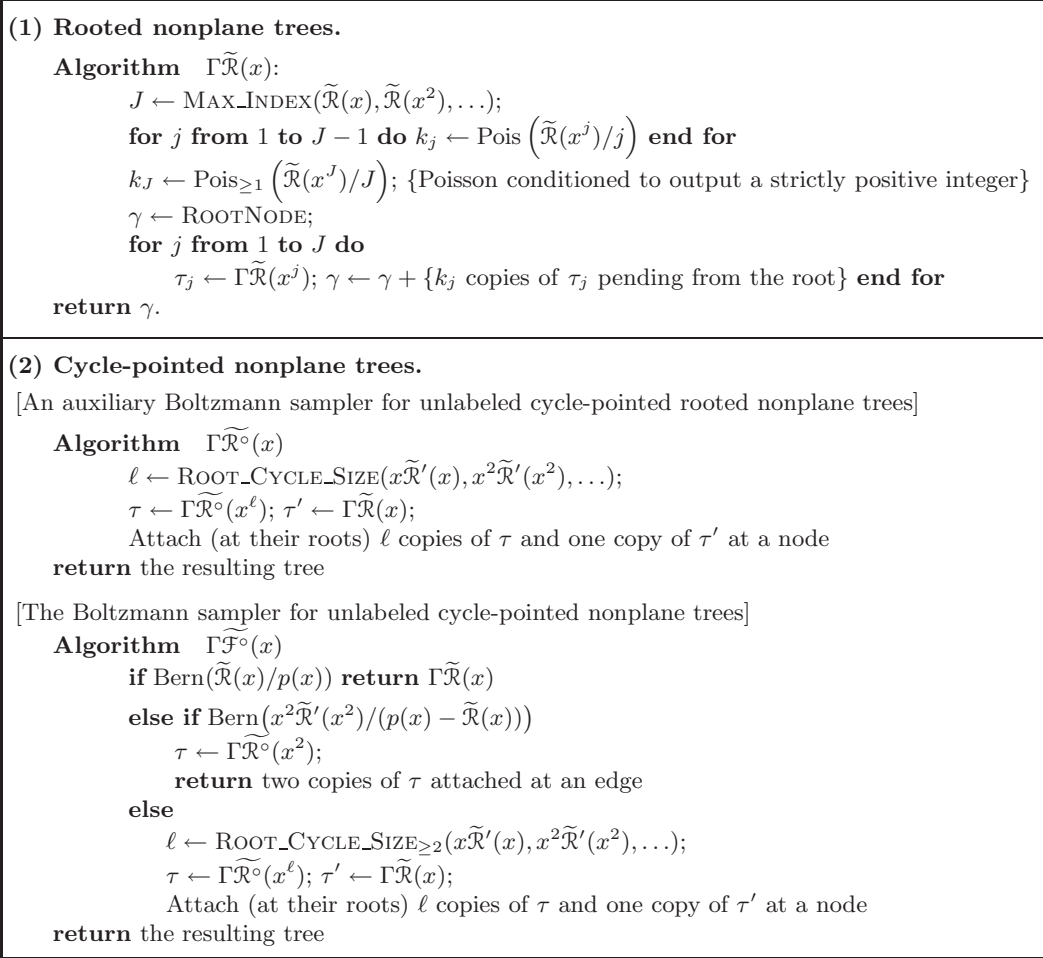 (1) Rooted nonplane trees.
Algorithm Γℛ̃(x):
J ← MAX_INDEX(ℛ̃(x), ℛ̃(x²), . . .);
for j from 1 to J − 1 do k_j ← Pois (ℛ̃(x^j)/j) end for
k_J ← Pois_{≥1} (ℛ̃(x^J)/J); {Poisson conditioned to output a strictly positive integer}
γ ← ROOTNODE;
for j from 1 to J do
τ_j ← Γℛ̃(x^j); γ ← γ + {k_j copies of τ_j pending from the root} end for
return γ.
(2) Cycle-pointed nonplane trees.
[An auxiliary Boltzmann sampler for unlabeled cycle-pointed rooted nonplane trees]
Algorithm Γℛ̃°(x)
ℓ ← ROOT_CYCLE_SIZE(xℛ̃′(x), x²ℛ̃′(x²), . . .);
τ ← Γℛ̃°(x^ℓ); τ′ ← Γℛ̃(x);
Attach (at their roots) ℓ copies of τ and one copy of τ′ at a node
return the resulting tree
[The Boltzmann sampler for unlabeled cycle-pointed nonplane trees]
Algorithm Γℱ̃°(x)
if Bern(ℛ̃(x)/p(x)) return Γℛ̃(x)
else if Bern(x²ℛ̃′(x²)/(p(x) − ℛ̃(x)))
τ ← Γℛ̃°(x²);
return two copies of τ attached at an edge
else
ℓ ← ROOT_CYCLE_SIZE_{≥2}(xℛ̃′(x), x²ℛ̃′(x²), . . .);
τ ← Γℛ̃°(x^ℓ); τ′ ← Γℛ̃(x);
Attach (at their roots) ℓ copies of τ and one copy of τ′ at a node
return the resulting tree